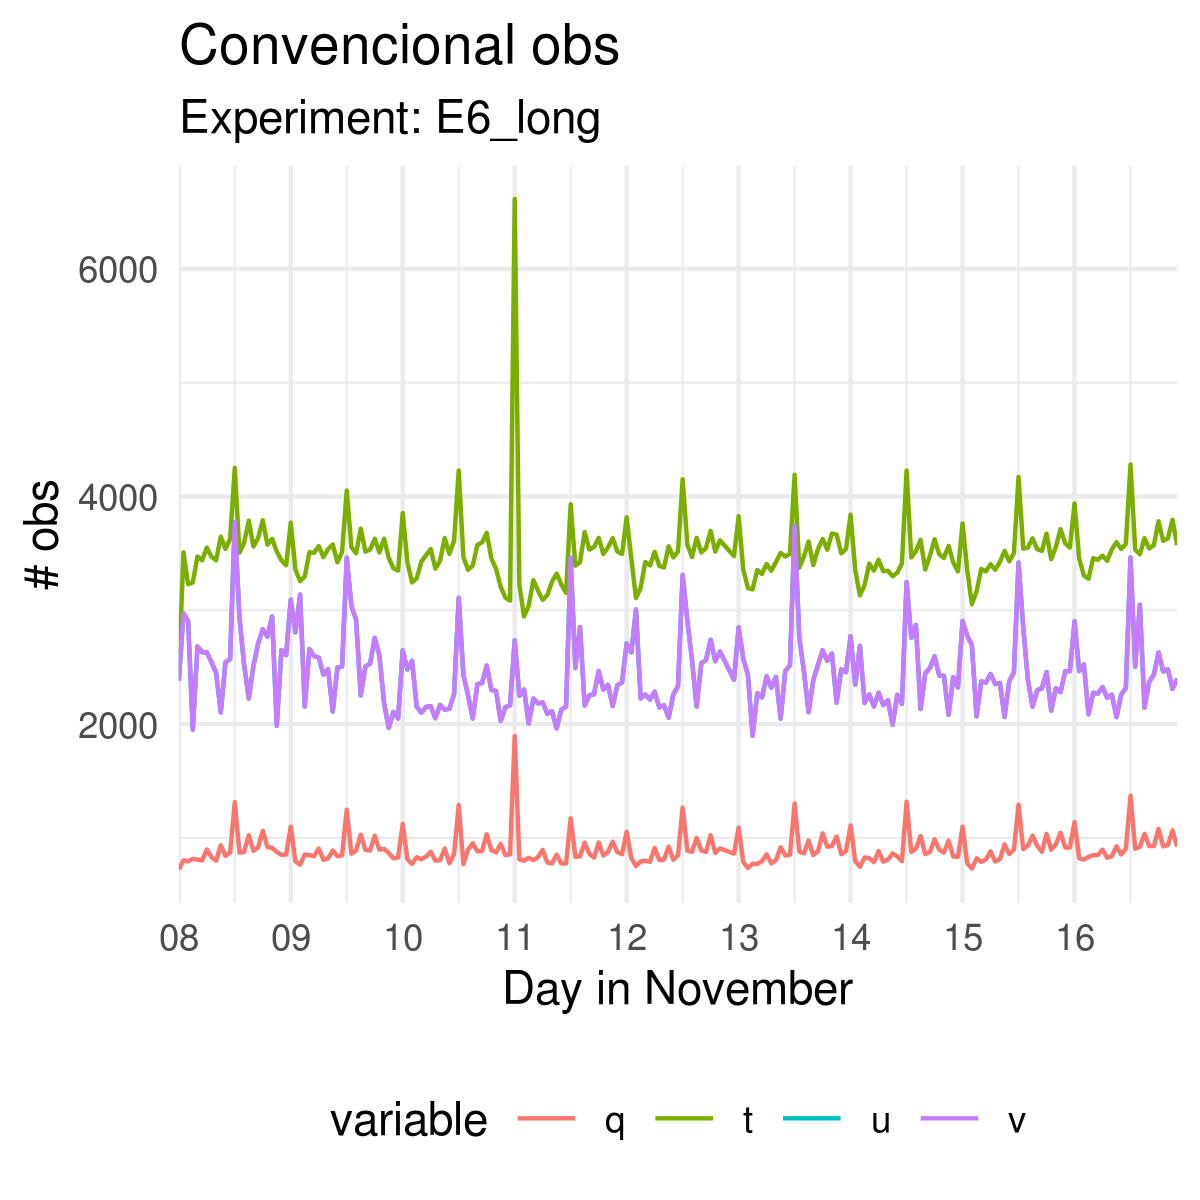 Convencional obs
Experiment: E6_long
# obs
6000
4000
2000
08 09 10 11 12 13 14 15 16
Day in November
variable q t u v